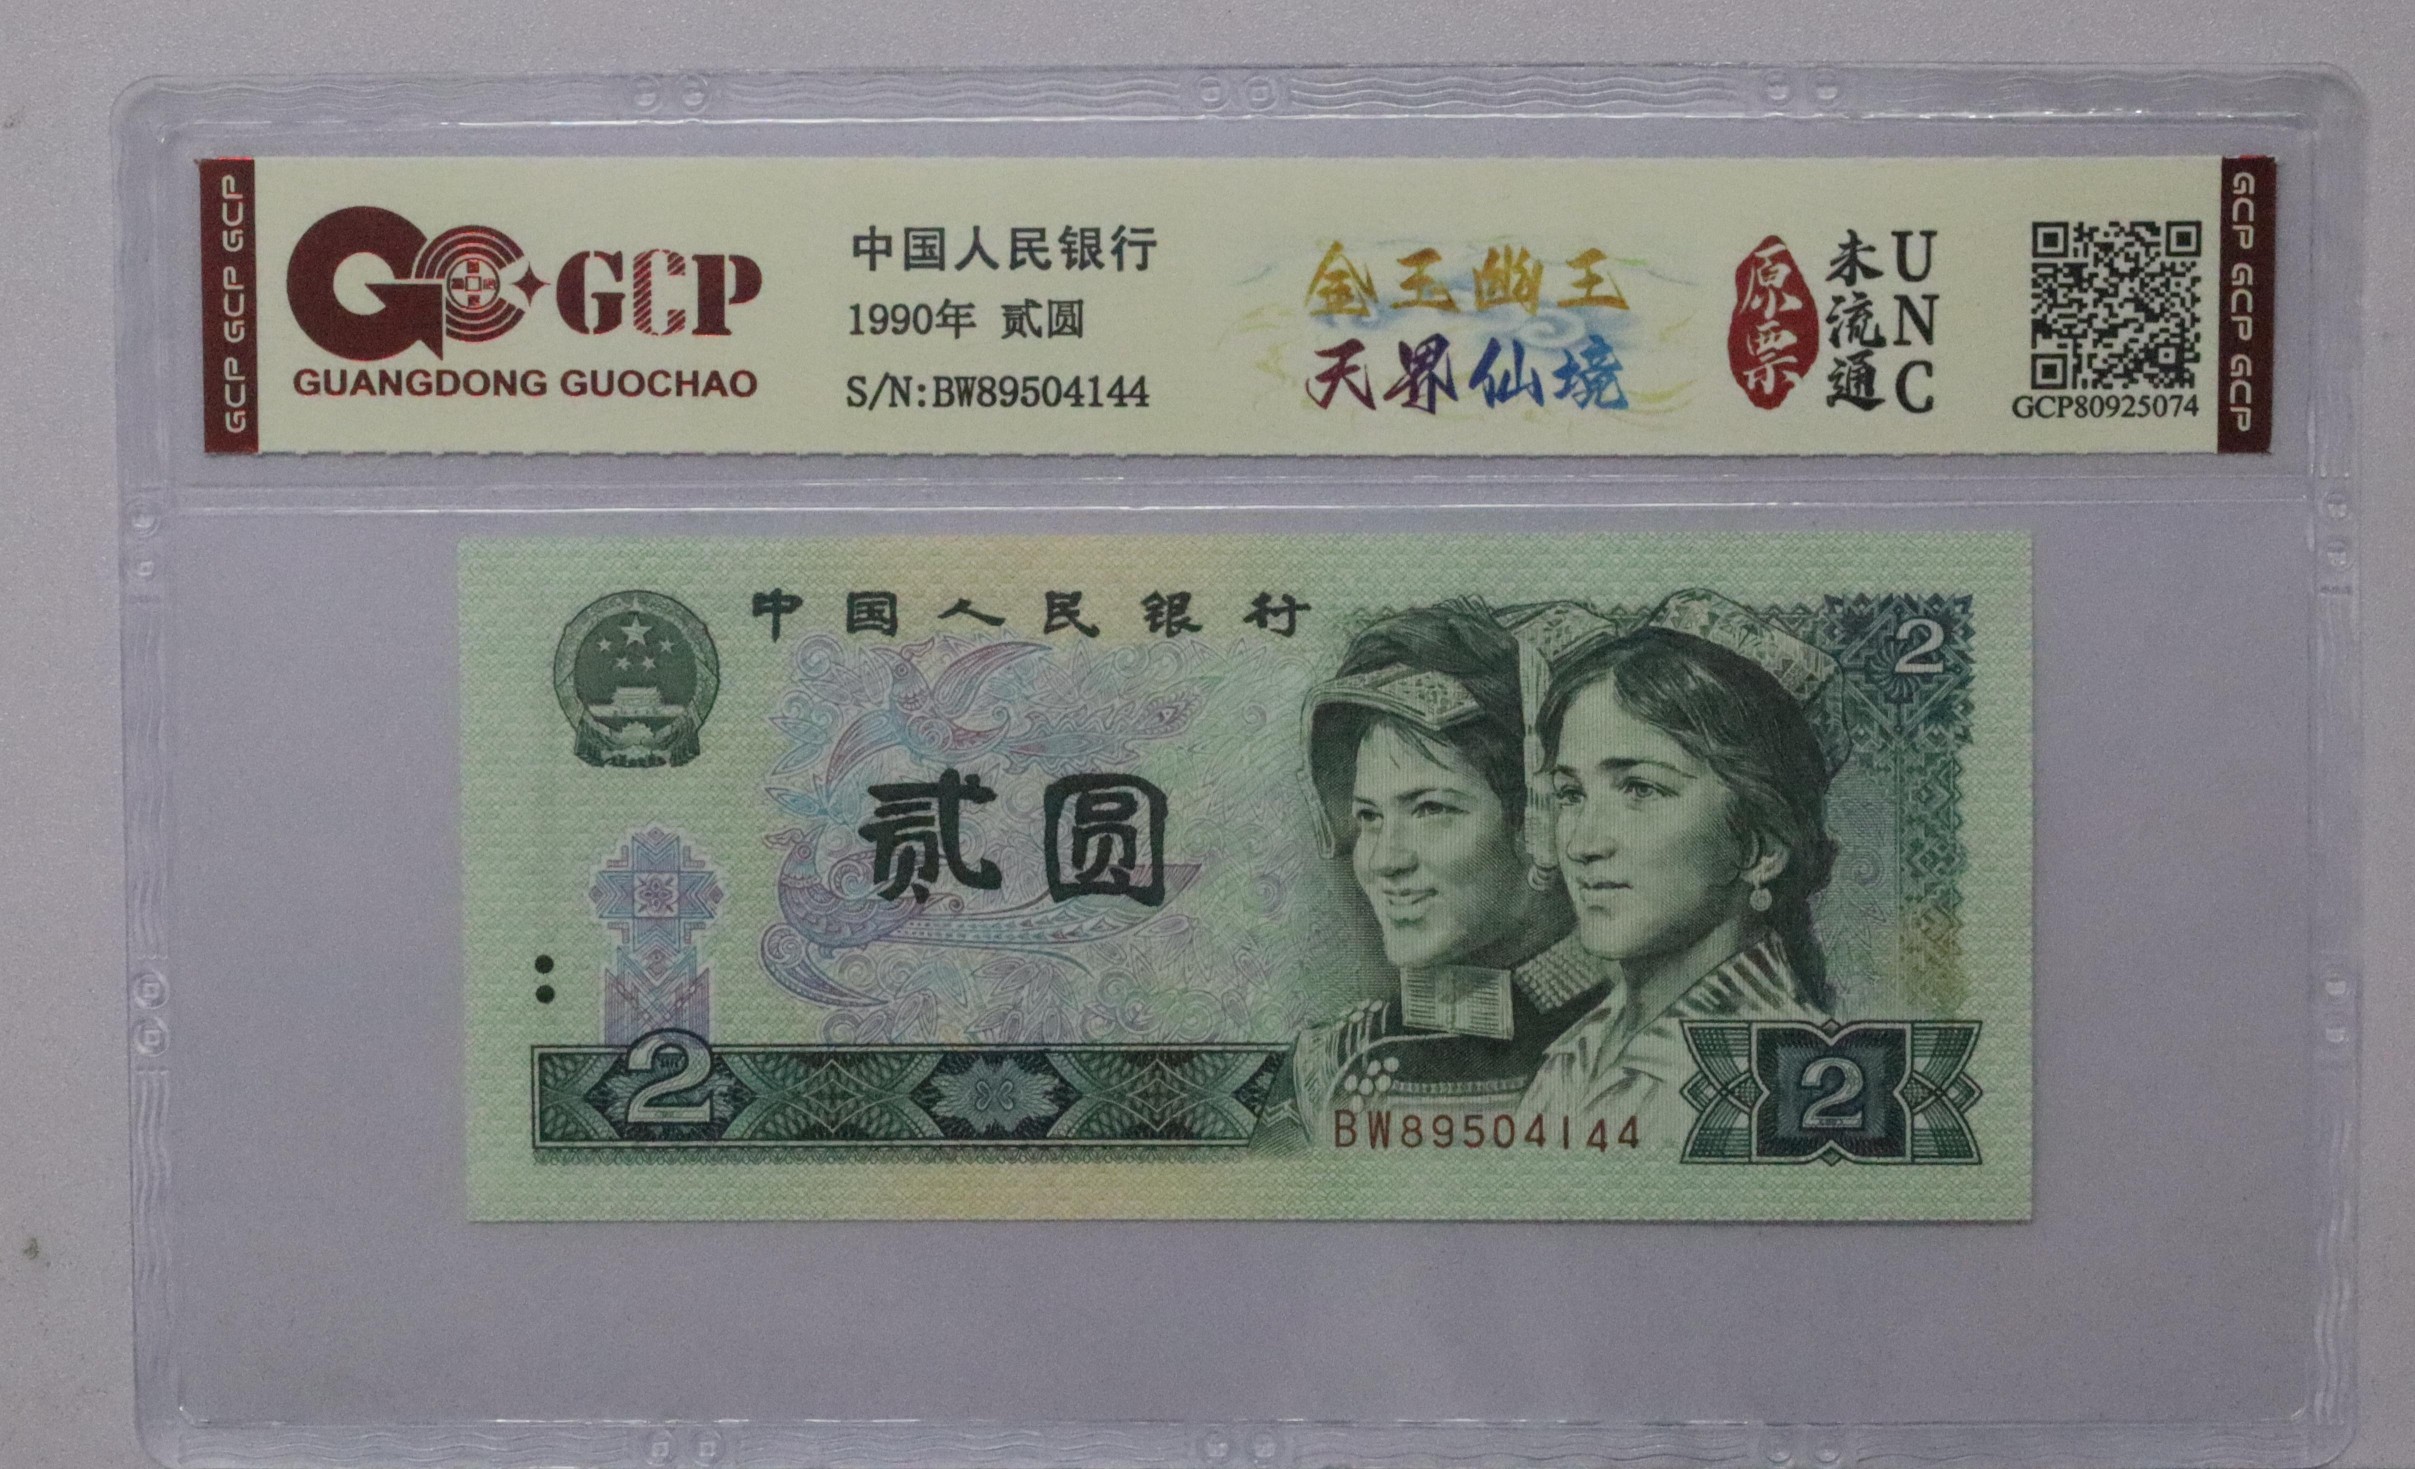 GCP GCP GCP
GCP
GUANGDONG GUOCHAO
中国人民银行
1990年 贰圆
S/N:BW89504144
金玉幽王
天界仙境
原票
未流通
UNC
GCP80925074
GCP GCP GCP
中国人民银行
2
贰圆
2
BW89504144
2